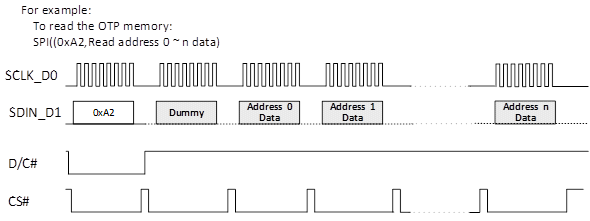 For example:
To read the OTP memory:
SPI((0xA2,Read address 0 ~ n data)
SCLK_D0
SDIN_D1
0xA2
Dummy
Address 0
Data
Address 1
Data
Address n
Data
D/C#
CS#